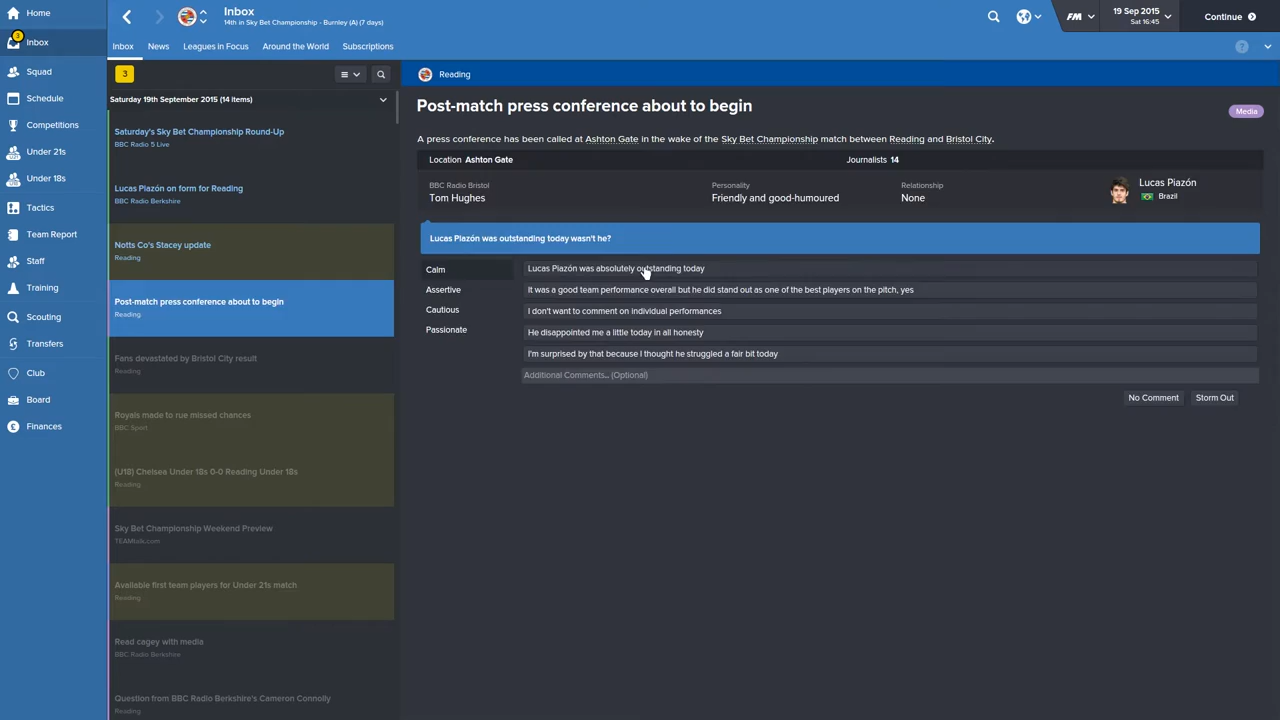 Home
3
Inbox
Squad
Schedule
Competitions
Under 21s
Under 18s
Tactics
Team Report
Staff
Training
Scouting
Transfers
Club
Board
Finances
Inbox
14th in Sky Bet Championship - Burnley (A) (7 days)
FM
19 Sep 2015
Sat 16:45
Continue
Inbox
News
Leagues in Focus
Around the World
Subscriptions
?
3
Saturday 19th September 2015 (14 items)
Saturday's Sky Bet Championship Round-Up
BBC Radio 5 Live
Lucas Piazón on form for Reading
BBC Radio Berkshire
Notts Co's Stacey update
Reading
Post-match press conference about to begin
Reading
Fans devastated by Bristol City result
Reading
Royals made to rue missed chances
BBC Sport
(U18) Chelsea Under 18s 0-0 Reading Under 18s
Reading
Sky Bet Championship Weekend Preview
TEAMtalk.com
Available first team players for Under 21s match
Reading
Read cagey with media
BBC Radio Berkshire
Question from BBC Radio Berkshire's Cameron Connolly
Reading
Reading
Post-match press conference about to begin
Media
A press conference has been called at Ashton Gate in the wake of the Sky Bet Championship match between Reading and Bristol City.
Location Ashton Gate
Journalists 14
BBC Radio Bristol
Tom Hughes
Personality
Friendly and good-humoured
Relationship
None
Lucas Piazón
Brazil
Lucas Piazón was outstanding today wasn't he?
Calm
Assertive
Cautious
Passionate
Lucas Piazón was absolutely outstanding today
It was a good team performance overall but he did stand out as one of the best players on the pitch, yes
I don't want to comment on individual performances
He disappointed me a little today in all honesty
I'm surprised by that because I thought he struggled a fair bit today
Additional Comments... (Optional)
No Comment
Storm Out